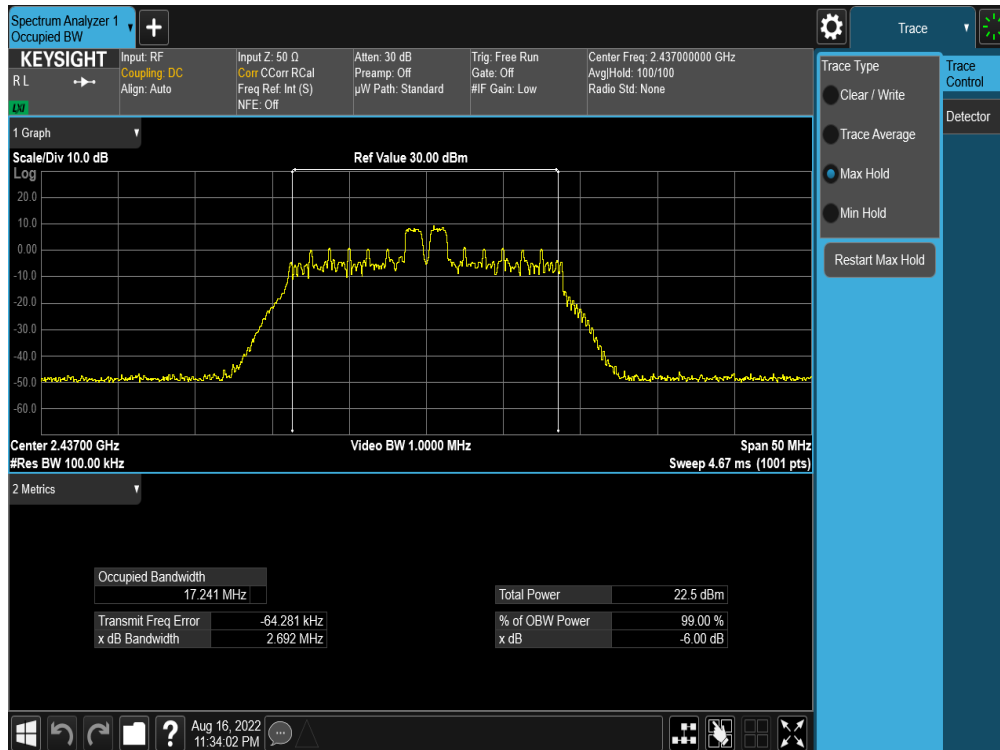 Spectrum Analyzer 1
Occupied BW
Trace
KEYSIGHT
R L
LXI
Input: RF
Coupling: DC
Align: Auto
Input Z: 50 Ω
Corr CCorr RCal
Freq Ref: Int (S)
NFE: Off
Atten: 30 dB
Preamp: Off
µW Path: Standard
Trig: Free Run
Gate: Off
#IF Gain: Low
Center Freq: 2.437000000 GHz
Avg|Hold: 100/100
Radio Std: None
Trace Type
Clear / Write
Trace Average
Max Hold
Min Hold
Restart Max Hold
Trace
Control
Detector
1 Graph
Scale/Div 10.0 dB
Ref Value 30.00 dBm
Log
20.0
10.0
0.00
-10.0
-20.0
-30.0
-40.0
-50.0
-60.0
Center 2.43700 GHz
Video BW 1.0000 MHz
Span 50 MHz
#Res BW 100.00 kHz
Sweep 4.67 ms (1001 pts)
2 Metrics
Occupied Bandwidth
17.241 MHz
Transmit Freq Error -64.281 kHz
x dB Bandwidth 2.692 MHz
Total Power 22.5 dBm
% of OBW Power 99.00 %
x dB -6.00 dB
?
Aug 16, 2022
11:34:02 PM